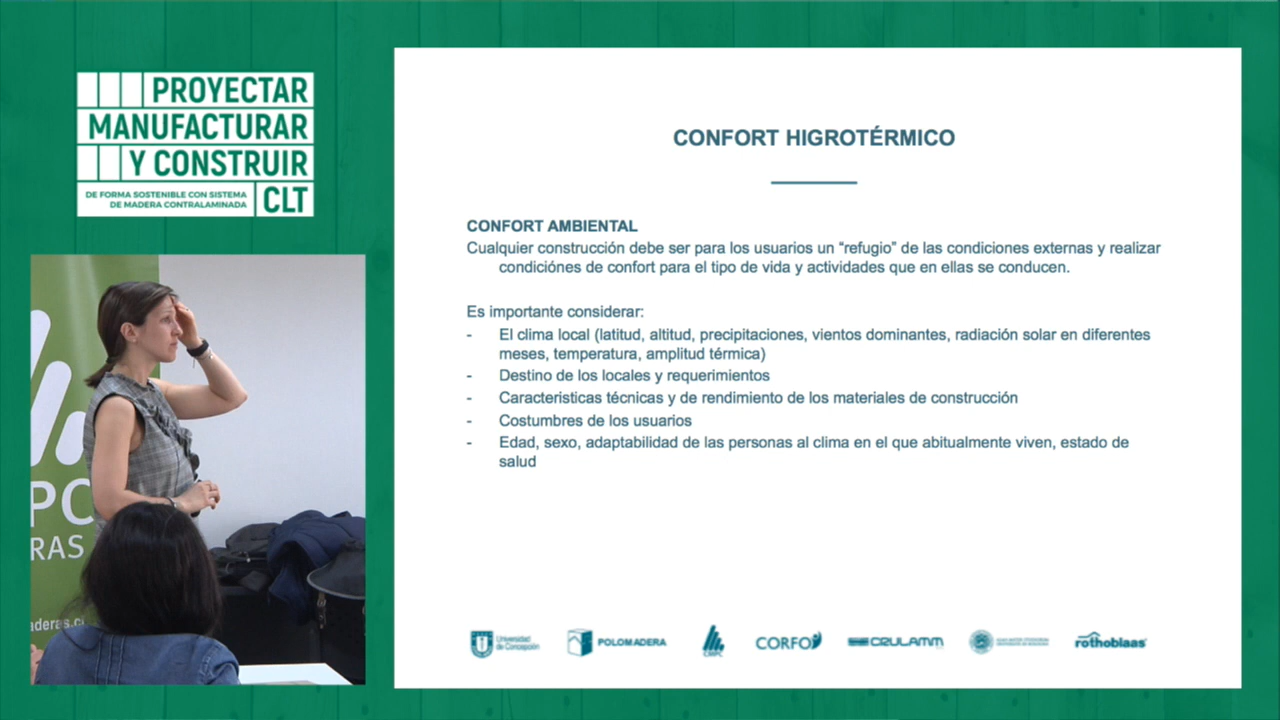 PROYECTAR
MANUFACTURAR
Y CONSTRUIR
DE FORMA SOSTENIBLE CON SISTEMA
DE MADERA CONTRALAMINADA
CLT
PC
RAS
aderas.cl
CONFORT HIGROTÉRMICO
CONFORT AMBIENTAL
Cualquier construcción debe ser para los usuarios un “refugio” de las condiciones externas y realizar
condiciónes de confort para el tipo de vida y actividades que en ellas se conducen.
Es importante considerar:
- El clima local (latitud, altitud, precipitaciones, vientos dominantes, radiación solar en diferentes
meses, temperatura, amplitud térmica)
- Destino de los locales y requerimientos
- Caracteristicas técnicas y de rendimiento de los materiales de construcción
- Costumbres de los usuarios
- Edad, sexo, adaptabilidad de las personas al clima en el que abitualmente viven, estado de
salud
Universidad
de Concepción
POLOMADERA
CMPC
CORFO
CRULAMM
rothoblaas